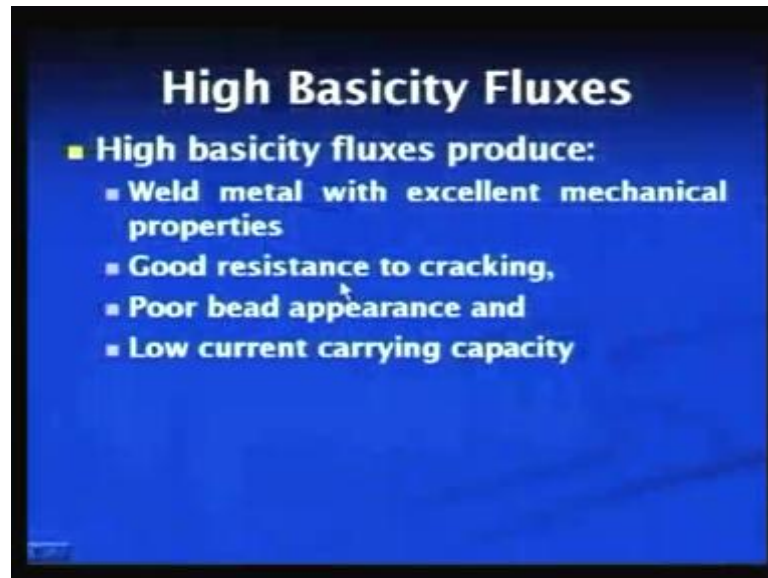 High Basicity Fluxes
High basicity fluxes produce:
Weld metal with excellent mechanical
properties
Good resistance to cracking,
Poor bead appearance and
Low current carrying capacity